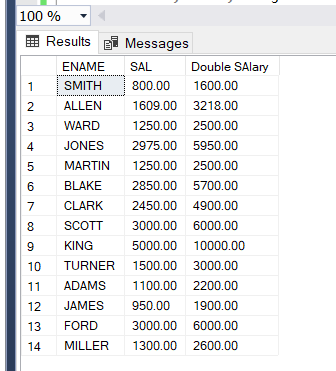 100 %
Results Messages
ENAME SAL Double SAlary
1 SMITH 800.00 1600.00
2 ALLEN 1609.00 3218.00
3 WARD 1250.00 2500.00
4 JONES 2975.00 5950.00
5 MARTIN 1250.00 2500.00
6 BLAKE 2850.00 5700.00
7 CLARK 2450.00 4900.00
8 SCOTT 3000.00 6000.00
9 KING 5000.00 10000.00
10 TURNER 1500.00 3000.00
11 ADAMS 1100.00 2200.00
12 JAMES 950.00 1900.00
13 FORD 3000.00 6000.00
14 MILLER 1300.00 2600.00